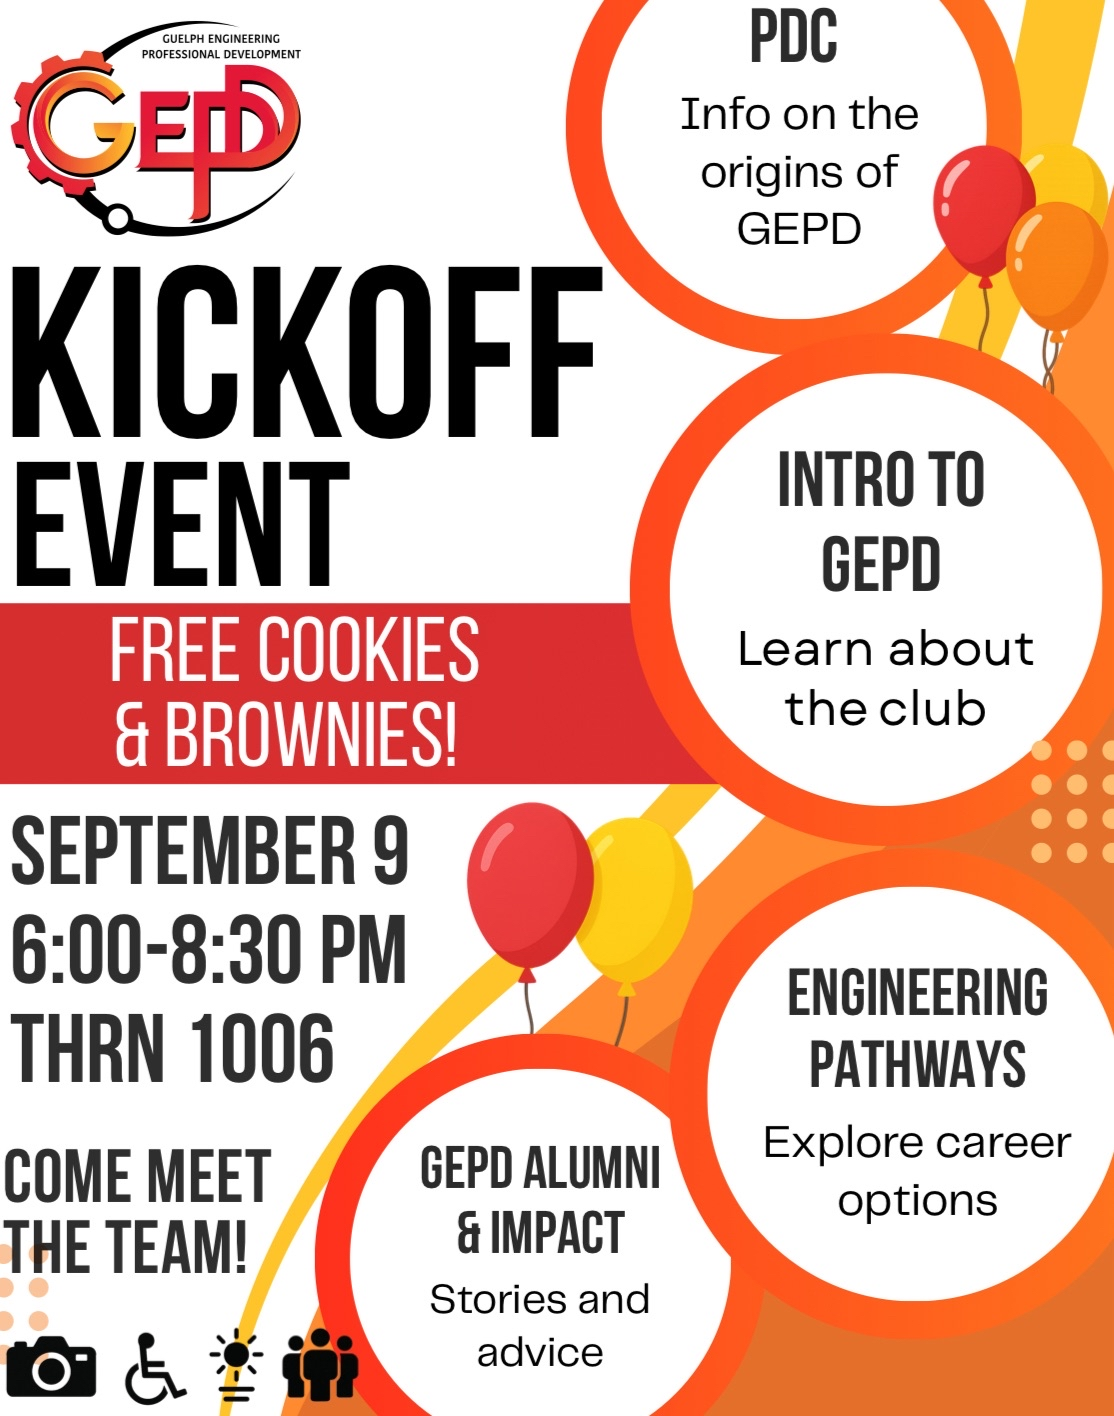 GUELPH ENGINEERING
PROFESSIONAL DEVELOPMENT
GEPD
KICKOFF
EVENT
FREE COOKIES
& BROWNIES!
SEPTEMBER 9
6:00-8:30 PM
THRN 1006
COME MEET
THE TEAM!
PDC
Info on the
origins of
GEPD
INTRO TO
GEPD
Learn about
the club
ENGINEERING
PATHWAYS
Explore career
options
GEPD ALUMNI
& IMPACT
Stories and
advice